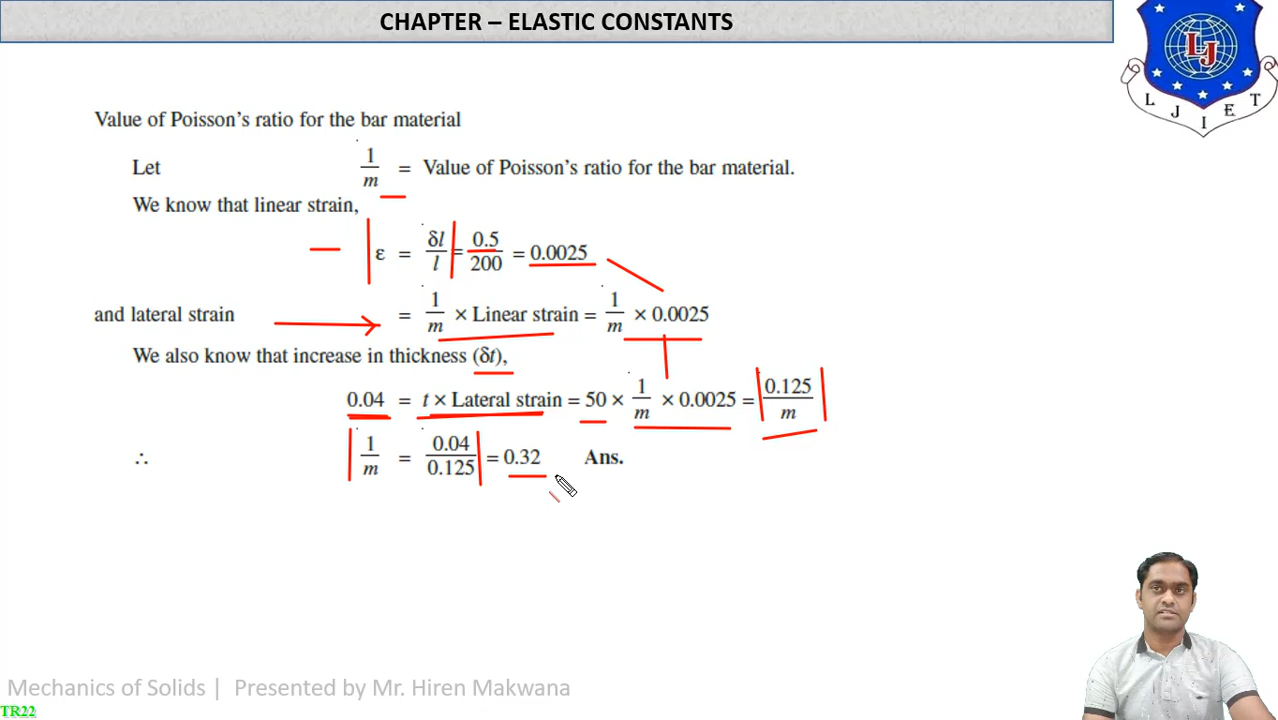 CHAPTER – ELASTIC CONSTANTS
LJ
L J I E T
Value of Poisson’s ratio for the bar material
Let 1/m = Value of Poisson’s ratio for the bar material.
We know that linear strain,
ε = δl/l = 0.5/200 = 0.0025
and lateral strain = 1/m × Linear strain = 1/m × 0.0025
We also know that increase in thickness (δt),
0.04 = t × Lateral strain = 50 × 1/m × 0.0025 = 0.125/m
∴ 1/m = 0.04/0.125 = 0.32 Ans.
Mechanics of Solids | Presented by Mr. Hiren Makwana
TR22